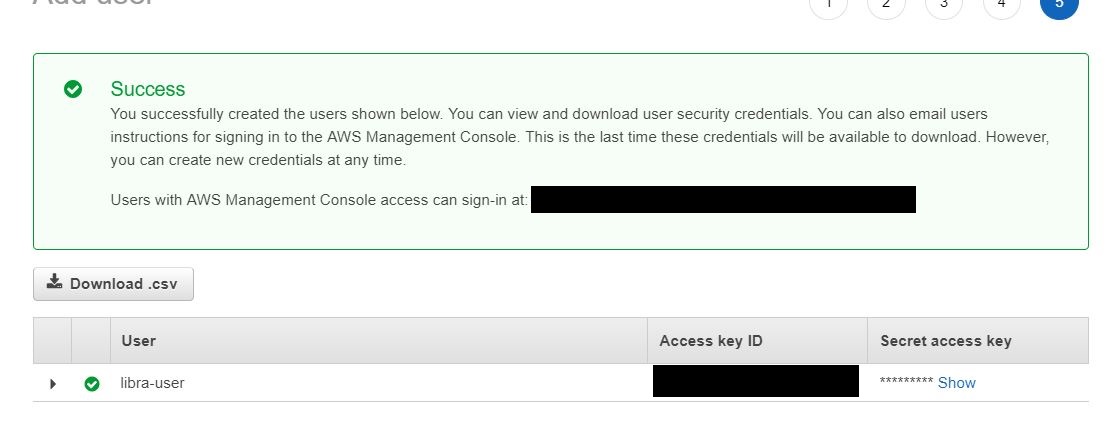 Add user
1 2 3 4 5
Success
You successfully created the users shown below. You can view and download user security credentials. You can also email users
instructions for signing in to the AWS Management Console. This is the last time these credentials will be available to download. However,
you can create new credentials at any time.
Users with AWS Management Console access can sign-in at:
Download .csv
User Access key ID Secret access key
libra-user ********* Show